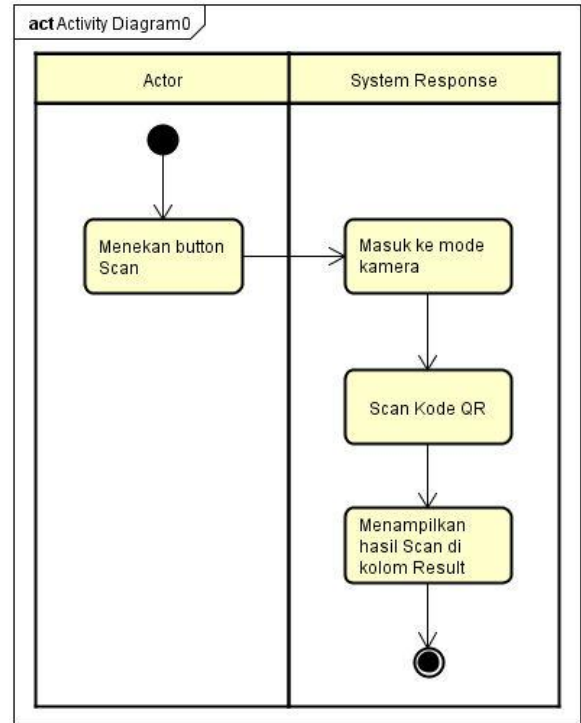 act Activity Diagram0
Actor
System Response
Menekan button
Scan
Masuk ke mode
kamera
Scan Kode QR
Menampilkan
hasil Scan di
kolom Result